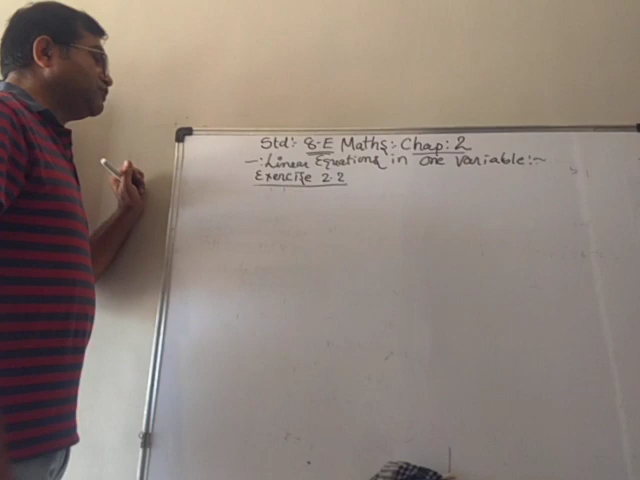 Std:- 8-E Maths:- Chap: 2
-: Linear Equations in One Variable:-
Exercise 2.2